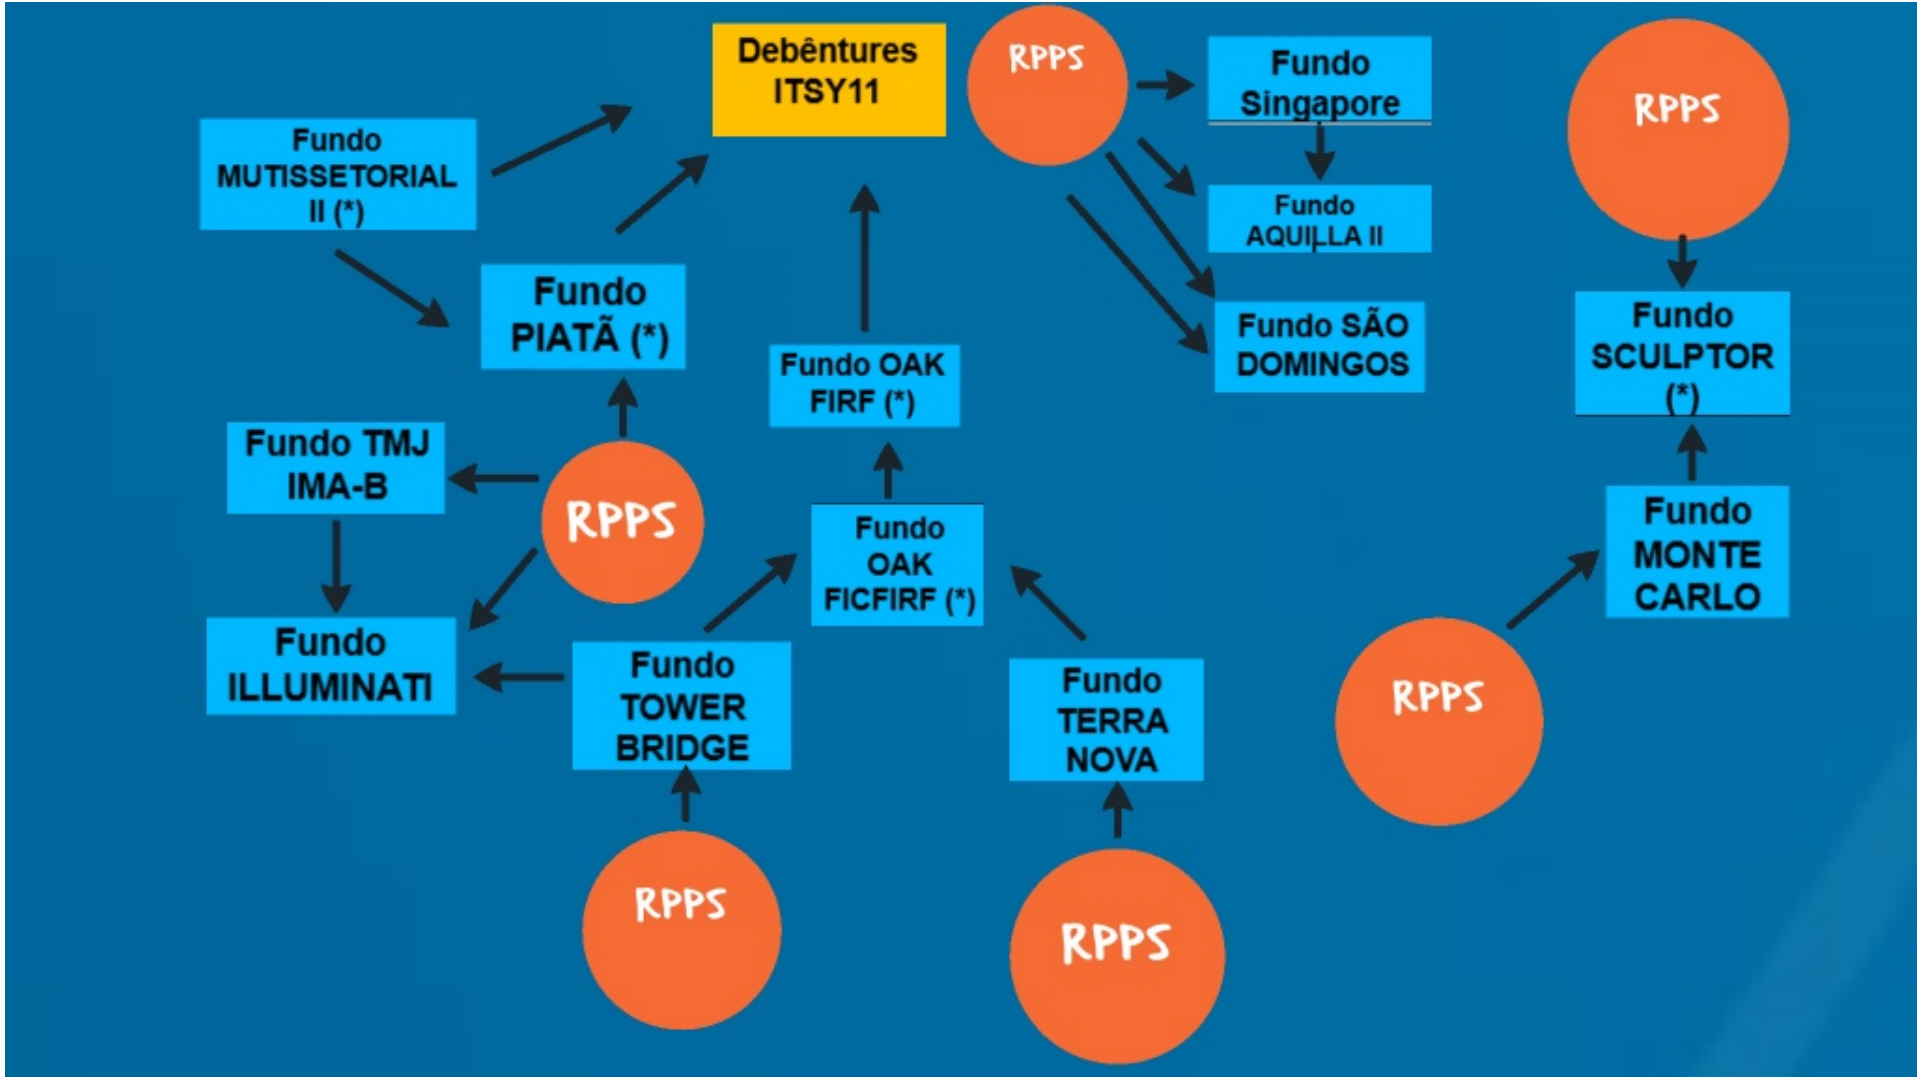 Debêntures
ITSY11
RPPS
Fundo
Singapore
RPPS
Fundo
MUTISSETORIAL
II (*)
Fundo
AQUILLA II
Fundo
PIATÃ (*)
Fundo SÃO
DOMINGOS
Fundo
SCULPTOR
(*)
Fundo OAK
FIRF (*)
Fundo TMJ
IMA-B
RPPS
Fundo
OAK
FICFIRF (*)
Fundo
MONTE
CARLO
Fundo
ILLUMINATI
Fundo
TOWER
BRIDGE
Fundo
TERRA
NOVA
RPPS
RPPS
RPPS